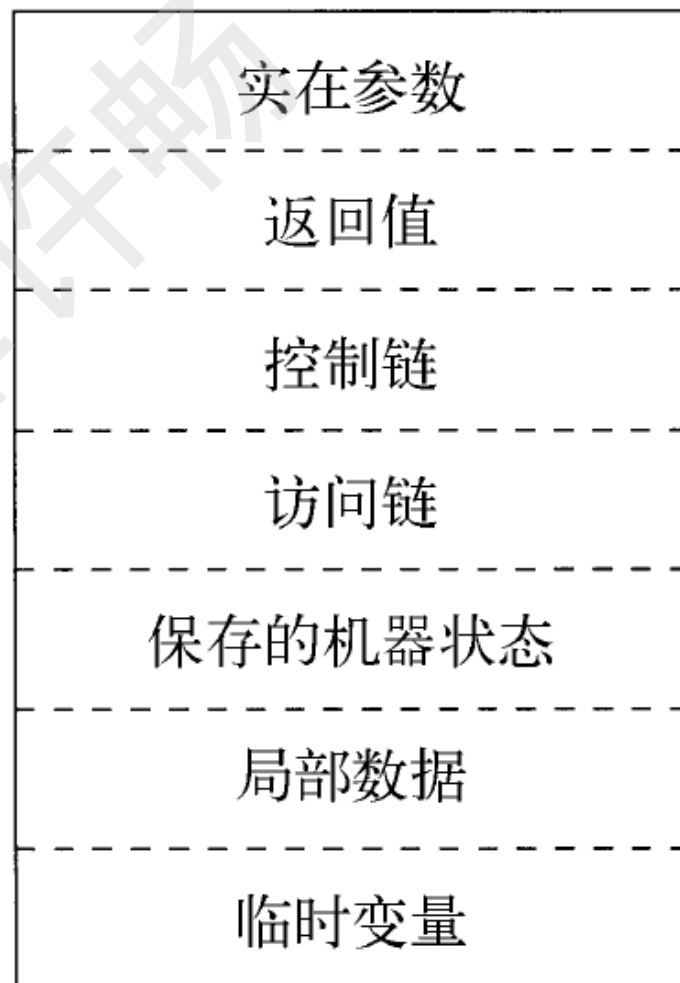 实在参数
返回值
控制链
访问链
保存的机器状态
局部数据
临时变量